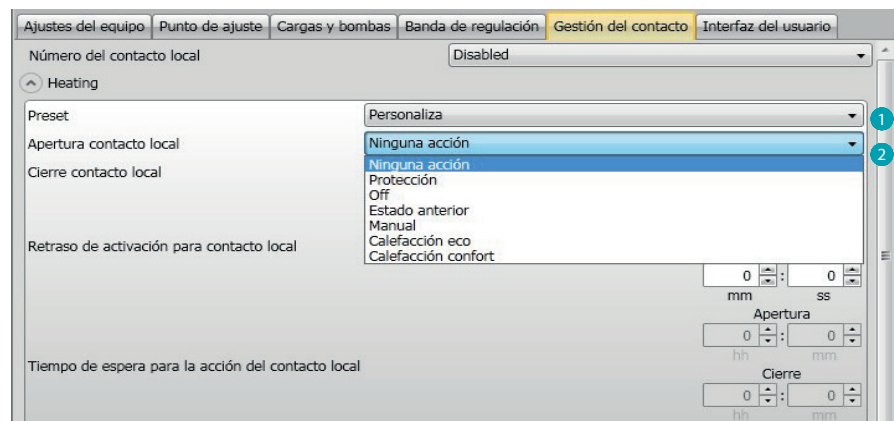 Ajustes del equipo Punto de ajuste Cargas y bombas Banda de regulación Gestión del contacto Interfaz del usuario
Número del contacto local Disabled
Heating
Preset Personaliza 1
Apertura contacto local Ninguna acción 2
Cierre contacto local
Ninguna acción
Protección
Off
Estado anterior
Manual
Calefacción eco
Calefacción confort
Retraso de activación para contacto local
0 : 0
mm ss
Apertura
0 : 0
hh mm
Tiempo de espera para la acción del contacto local
Cierre
0 : 0
hh mm